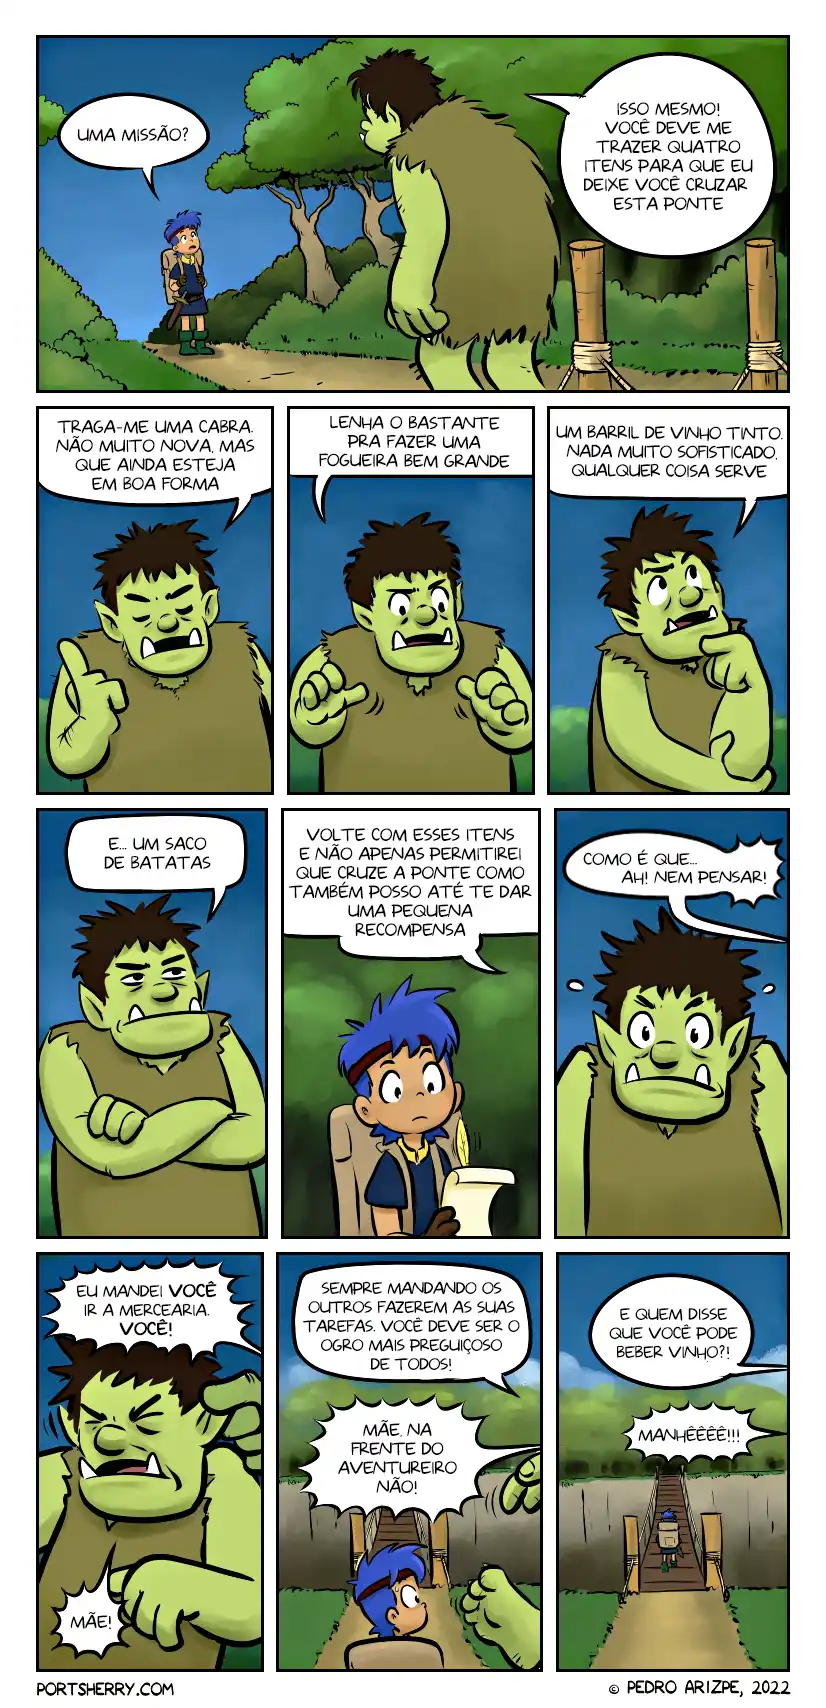 UMA MISSÃO?
ISSO MESMO!
VOCÊ DEVE ME
TRAZER QUATRO
ITENS PARA QUE EU
DEIXE VOCÊ CRUZAR
ESTA PONTE
TRAGA-ME UMA CABRA.
NÃO MUITO NOVA, MAS
QUE AINDA ESTEJA
EM BOA FORMA
LENHA O BASTANTE
PRA FAZER UMA
FOGUEIRA BEM GRANDE
UM BARRIL DE VINHO TINTO.
NADA MUITO SOFISTICADO,
QUALQUER COISA SERVE
E... UM SACO
DE BATATAS
VOLTE COM ESSES ITENS
E NÃO APENAS PERMITIREI
QUE CRUZE A PONTE COMO
TAMBÉM POSSO ATÉ TE DAR
UMA PEQUENA
RECOMPENSA
COMO É QUE...
AH! NEM PENSAR!
EU MANDEI VOCÊ
IR A MERCEARIA.
VOCÊ!
MÃE!
SEMPRE MANDANDO OS
OUTROS FAZEREM AS SUAS
TAREFAS. VOCÊ DEVE SER O
OGRO MAIS PREGUIÇOSO
DE TODOS!
MÃE, NA
FRENTE DO
AVENTUREIRO
NÃO!
E QUEM DISSE
QUE VOCÊ PODE
BEBER VINHO?!
MANHÊÊÊÊ!!!
PORTSHERRY.COM
© PEDRO ARIZPE, 2022